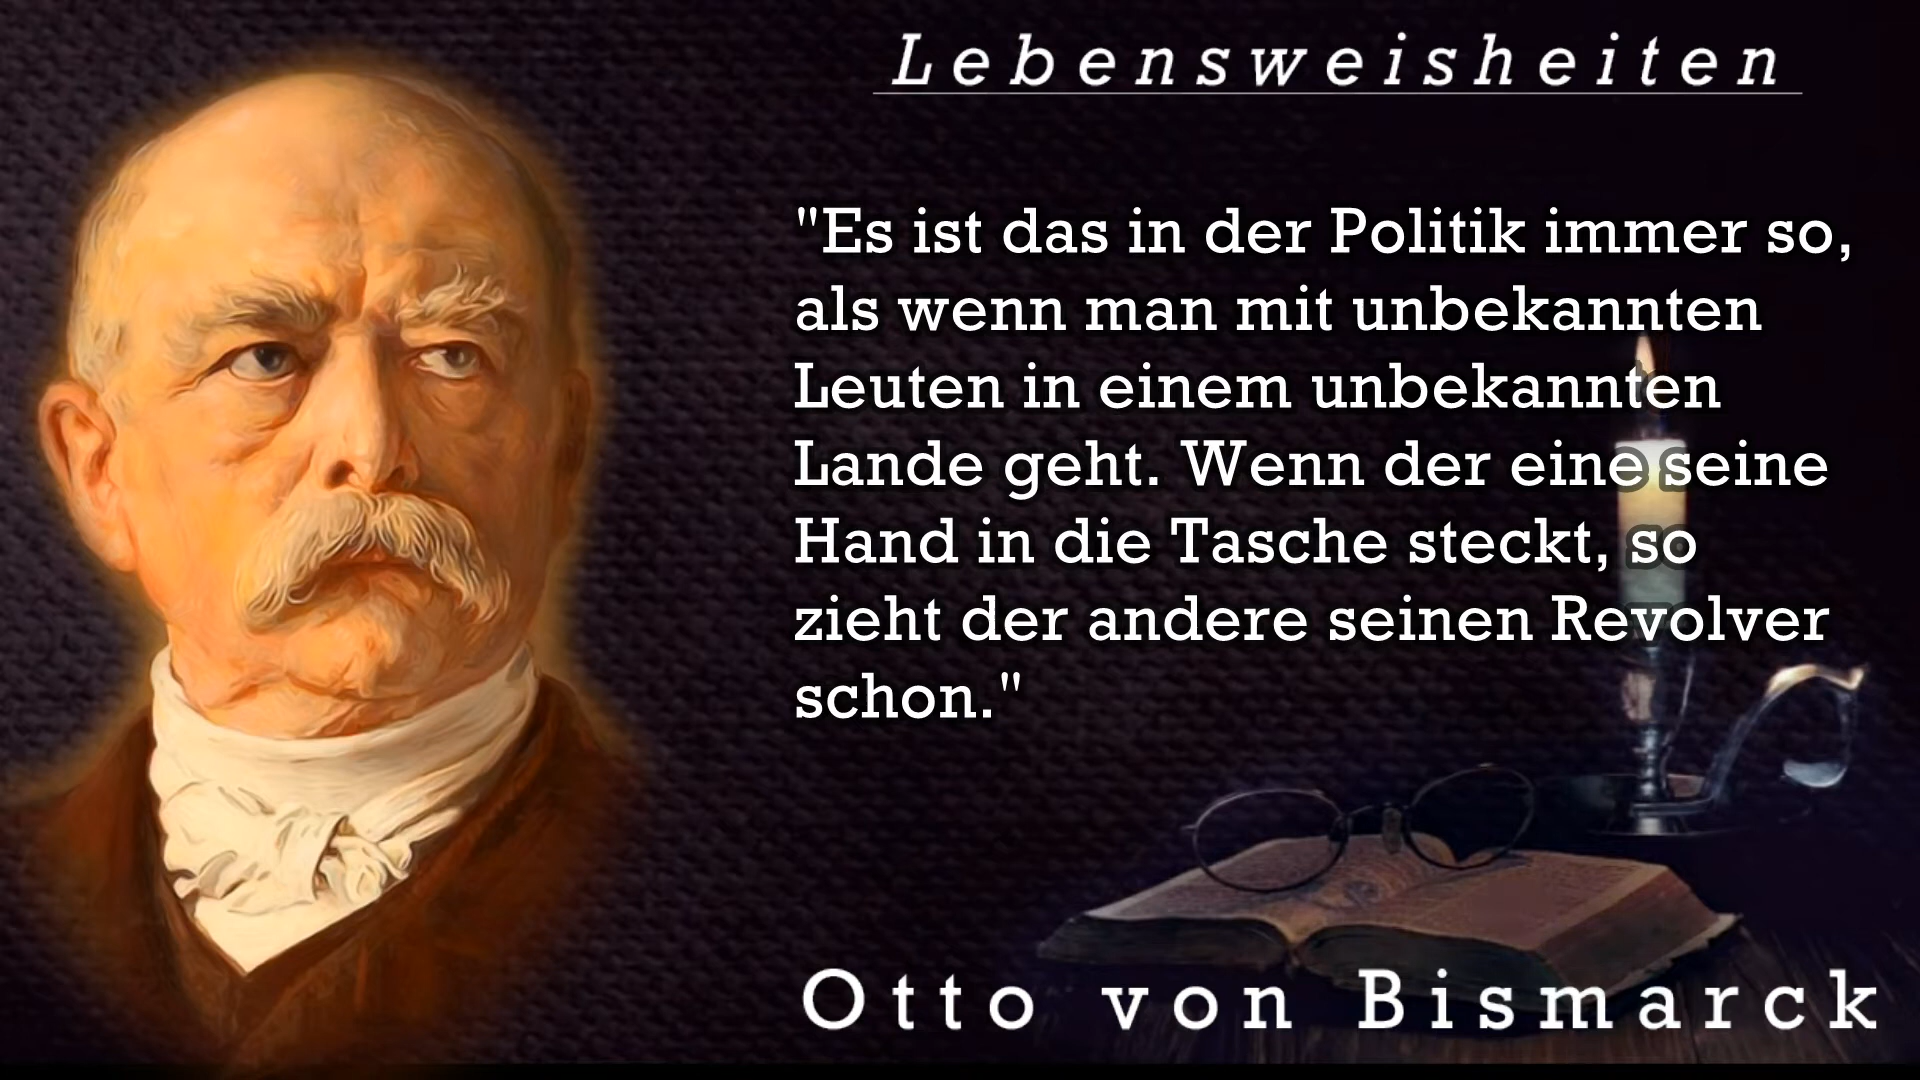 Lebensweisheiten
"Es ist das in der Politik immer so,
als wenn man mit unbekannten
Leuten in einem unbekannten
Lande geht. Wenn der eine seine
Hand in die Tasche steckt, so
zieht der andere seinen Revolver
schon."
Otto von Bismarck